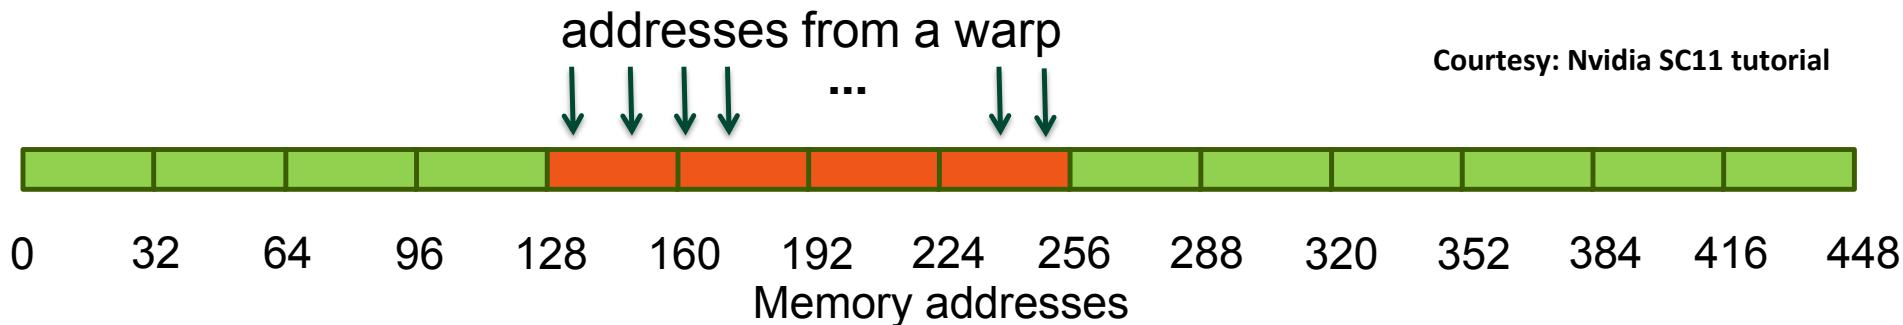 addresses from a warp
...
Courtesy: Nvidia SC11 tutorial
0 32 64 96 128 160 192 224 256 288 320 352 384 416 448
Memory addresses